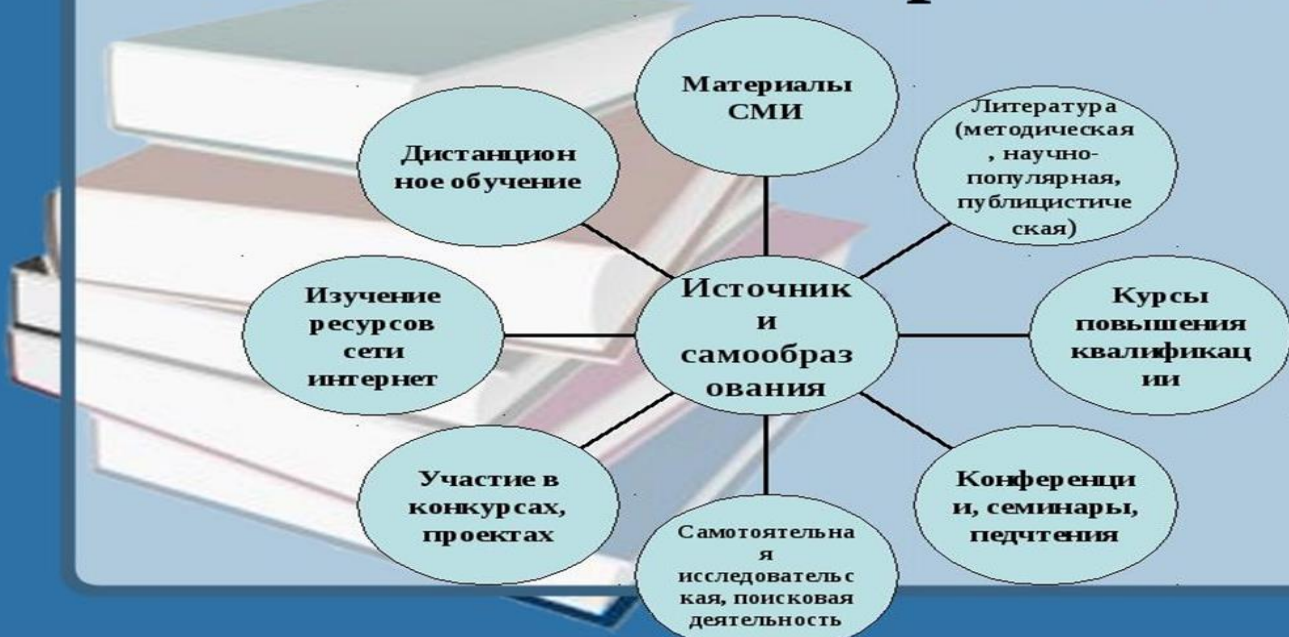 Материалы
СМИ
Литература
(методическая
, научно-
популярная,
публицистиче
ская)
Дистанцион
ное обучение
Источник
и
самообраз
ования
Изучение
ресурсов
сети
интернет
Курсы
повышения
квалификац
ии
Участие в
конкурсах,
проектах
Конференци
и, семинары,
педчтения
Самотоятельна
я
исследовательс
кая, поисковая
деятельность